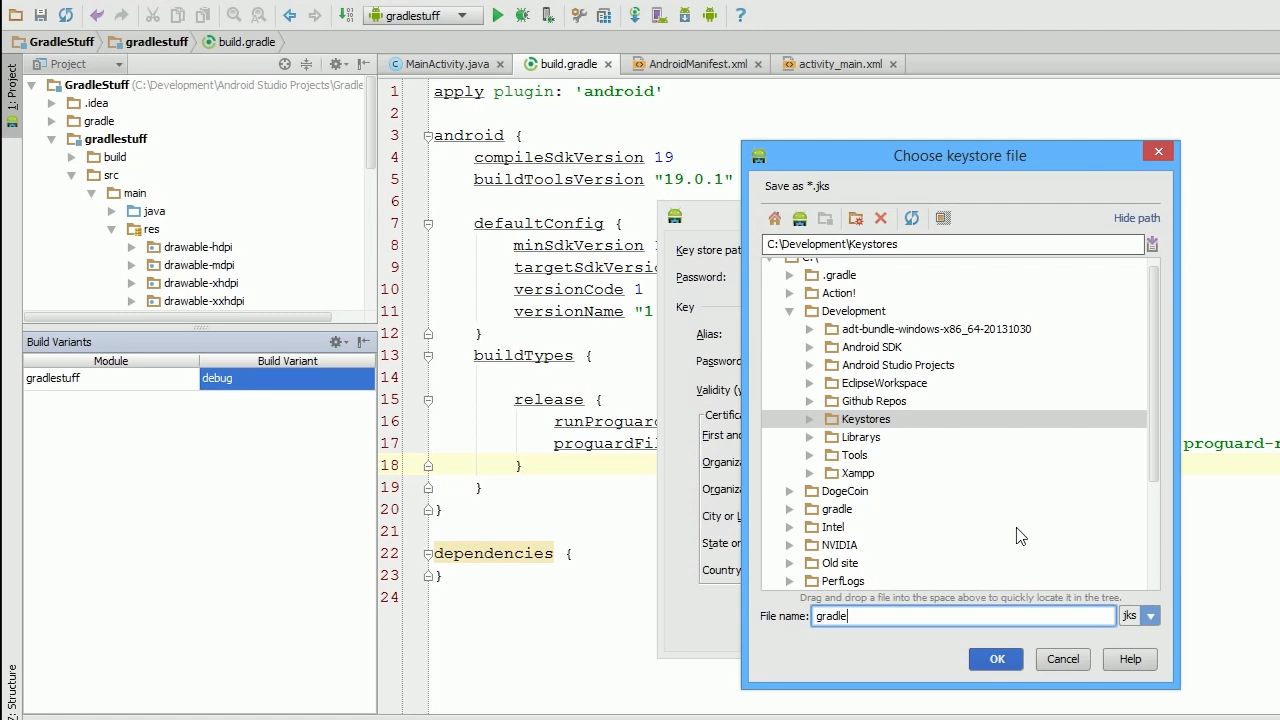 gradlestuff
GradleStuff gradlestuff build.gradle
1: Project
Project
MainActivity.java build.gradle AndroidManifest.xml activity_main.xml
GradleStuff (C:\Development\Android Studio Projects\Gradle
.idea
gradle
gradlestuff
build
src
main
java
res
drawable-hdpi
drawable-mdpi
drawable-xhdpi
drawable-xxhdpi
Build Variants
Module Build Variant
gradlestuff debug
Z: Structure
1 apply plugin: 'android'
2
3 android {
4 compileSdkVersion 19
5 buildToolsVersion "19.0.1"
6
7 defaultConfig {
8 minSdkVersion
9 targetSdkVersio
10 versionCode 1
11 versionName "1
12 }
13 buildTypes {
14
15 release {
16 runProguard
17 proguardFil proguard-r
18 }
19 }
20 }
21
22 dependencies {
23 }
24
Key store pat
Password:
Key
Alias:
Password
Validity (y
Certifica
First and
Organiza
Organiza
City or L
State or
Country
Choose keystore file
Save as *.jks
Hide path
C:\Development\Keystores
C:\
.gradle
Action!
Development
adt-bundle-windows-x86_64-20131030
Android SDK
Android Studio Projects
EclipseWorkspace
Github Repos
Keystores
Librarys
Tools
Xampp
DogeCoin
gradle
Intel
NVIDIA
Old site
PerfLogs
Drag and drop a file into the space above to quickly locate it in the tree.
File name: gradle jks
OK Cancel Help